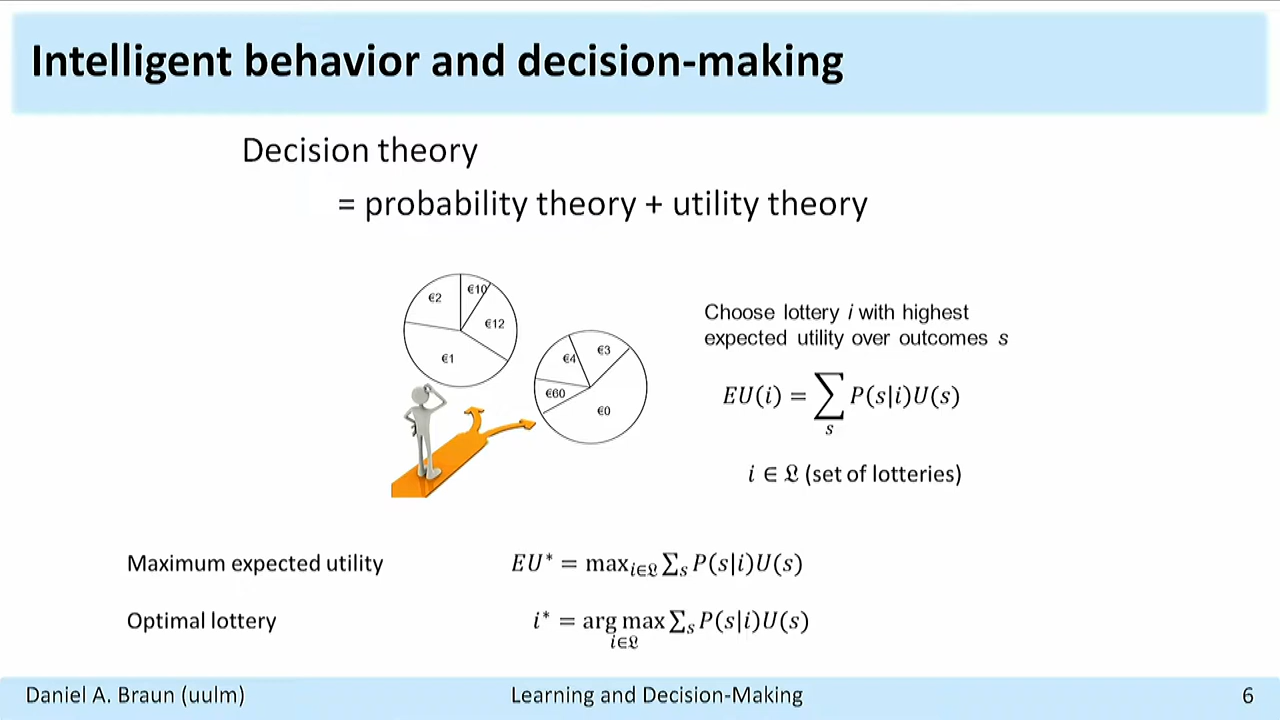 Intelligent behavior and decision-making
Decision theory
= probability theory + utility theory
€2
€10
€12
€1
€3
€4
€60
€0
Choose lottery i with highest
expected utility over outcomes s
EU(i) = ∑ₛ P(s|i)U(s)
i ∈ 𝔏 (set of lotteries)
Maximum expected utility
EU* = max_{i∈𝔏} ∑ₛ P(s|i)U(s)
Optimal lottery
i* = arg max_{i∈𝔏} ∑ₛ P(s|i)U(s)
Daniel A. Braun (uulm)
Learning and Decision-Making
6